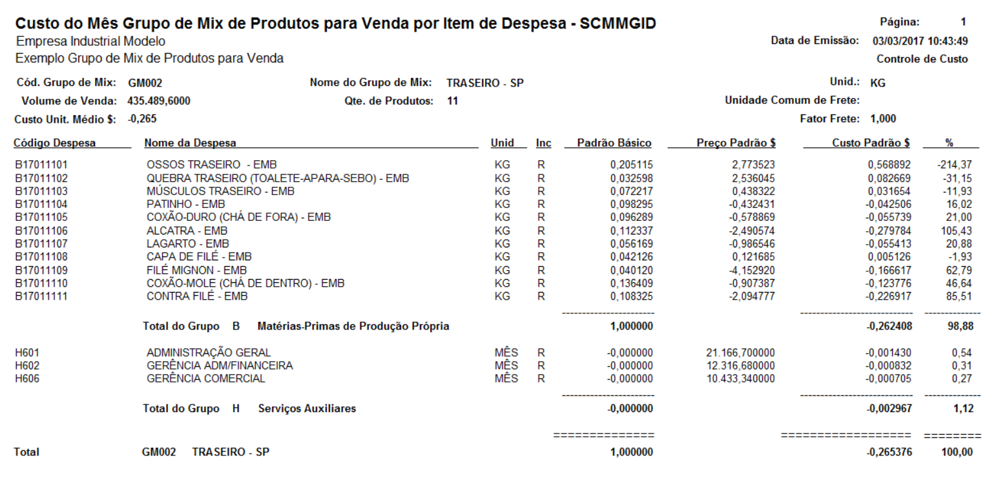 Custo do Mês Grupo de Mix de Produtos para Venda por Item de Despesa - SCMMGID Página: 1
Empresa Industrial Modelo Data de Emissão: 03/03/2017 10:43:49
Exemplo Grupo de Mix de Produtos para Venda Controle de Custo
Cód. Grupo de Mix: GM002 Nome do Grupo de Mix: TRASEIRO - SP Unid.: KG
Volume de Venda: 435.489,6000 Qte. de Produtos: 11 Unidade Comum de Frete:
Custo Unit. Médio $: -0,265 Fator Frete: 1,000
Código Despesa Nome da Despesa Unid Inc Padrão Básico Preço Padrão $ Custo Padrão $ %
B17011101 OSSOS TRASEIRO - EMB KG R 0,205115 2,773523 0,568892 -214,37
B17011102 QUEBRA TRASEIRO (TOALETE-APARA-SEBO) - EMB KG R 0,032598 2,536045 0,082669 -31,15
B17011103 MÚSCULOS TRASEIRO - EMB KG R 0,072217 0,438322 0,031654 -11,93
B17011104 PATINHO - EMB KG R 0,098295 -0,432431 -0,042506 16,02
B17011105 COXÃO-DURO (CHÁ DE FORA) - EMB KG R 0,096289 -0,578869 -0,055739 21,00
B17011106 ALCATRA - EMB KG R 0,112337 -2,490574 -0,279784 105,43
B17011107 LAGARTO - EMB KG R 0,056169 -0,986546 -0,055413 20,88
B17011108 CAPA DE FILÉ - EMB KG R 0,042126 0,121685 0,005126 -1,93
B17011109 FILÉ MIGNON - EMB KG R 0,040120 -4,152920 -0,166617 62,79
B17011110 COXÃO-MOLE (CHÁ DE DENTRO) - EMB KG R 0,136409 -0,907387 -0,123776 46,64
B17011111 CONTRA FILÉ - EMB KG R 0,108325 -2,094777 -0,226917 85,51
Total do Grupo B Matérias-Primas de Produção Própria 1,000000 -0,262408 98,88
H601 ADMINISTRAÇÃO GERAL MÊS R -0,000000 21.166,700000 -0,001430 0,54
H602 GERÊNCIA ADM/FINANCEIRA MÊS R -0,000000 12.316,680000 -0,000832 0,31
H606 GERÊNCIA COMERCIAL MÊS R -0,000000 10.433,340000 -0,000705 0,27
Total do Grupo H Serviços Auxiliares -0,000000 -0,002967 1,12
Total GM002 TRASEIRO - SP 1,000000 -0,265376 100,00